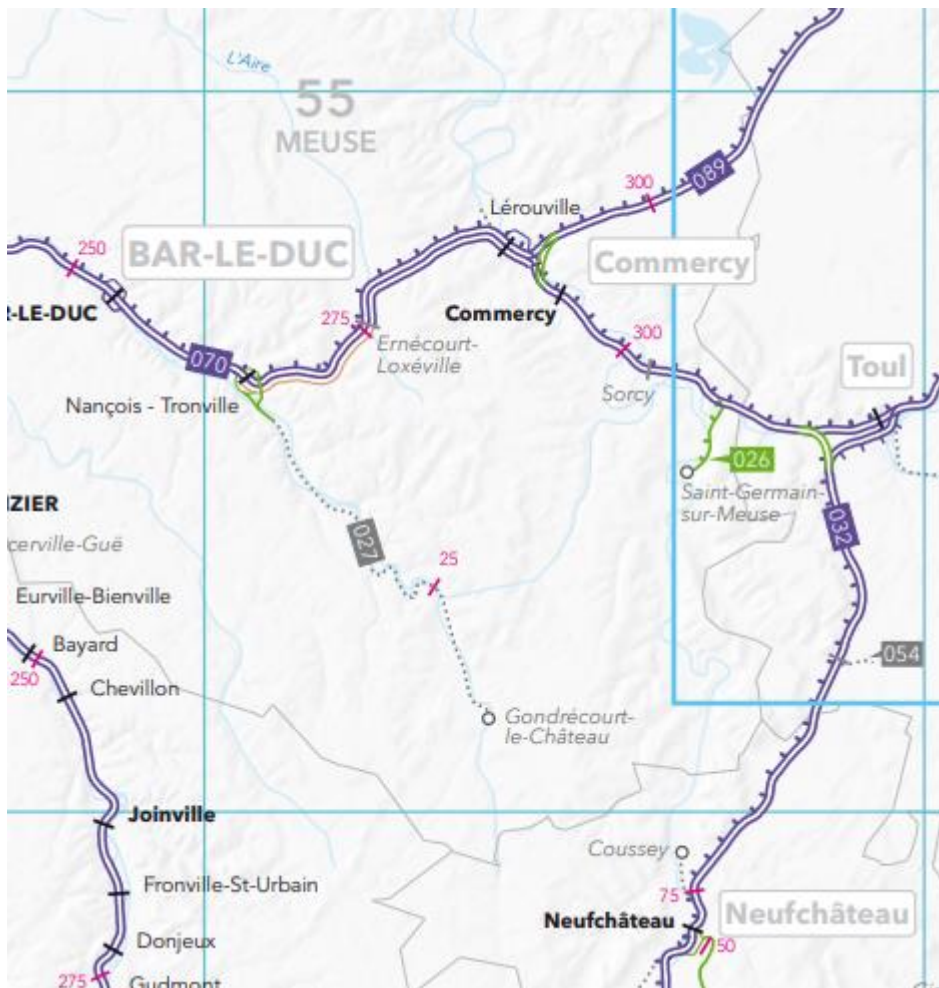 L'Aire
55
MEUSE
089
300
Lérouville
250
BAR-LE-DUC
Commercy
R-LE-DUC
Commercy
275
300
Ernécourt-
Loxéville
070
Toul
Nançois - Tronville
Sorcy
026
Saint-Germain-
sur-Meuse
IZIER
027
032
cerville-Guë
25
Eurville-Bienville
Bayard
054
250
Chevillon
Gondrécourt-
le-Château
Joinville
Coussey
Fronville-St-Urbain
75
Neufchâteau
Neufchâteau
Donjeux
50
275
Gudmont